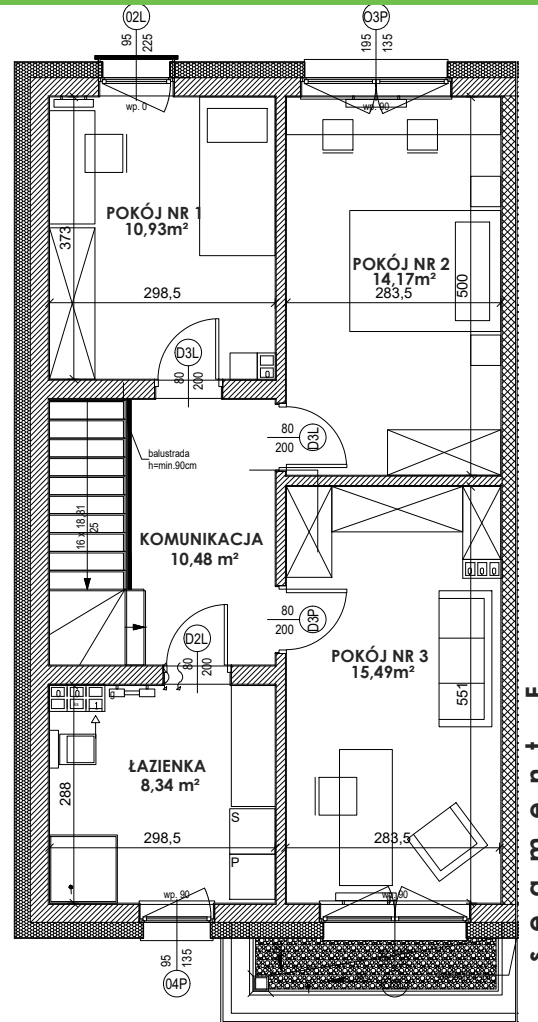 02L
95
225
O3P
195
135
wp. 0
wp. 90
POKÓJ NR 1
10,93m²
373
298,5
POKÓJ NR 2
14,17m²
283,5
500
D3L
80
200
80
200
D3L
balustrada
h=min.90cm
16 x 18,81
25
KOMUNIKACJA
10,48 m²
80
200
D3P
D2L
80
200
POKÓJ NR 3
15,49m²
551
ŁAZIENKA
8,34 m²
288
298,5
S
P
283,5
wp. 90
wp. 90
95
135
04P
segment F